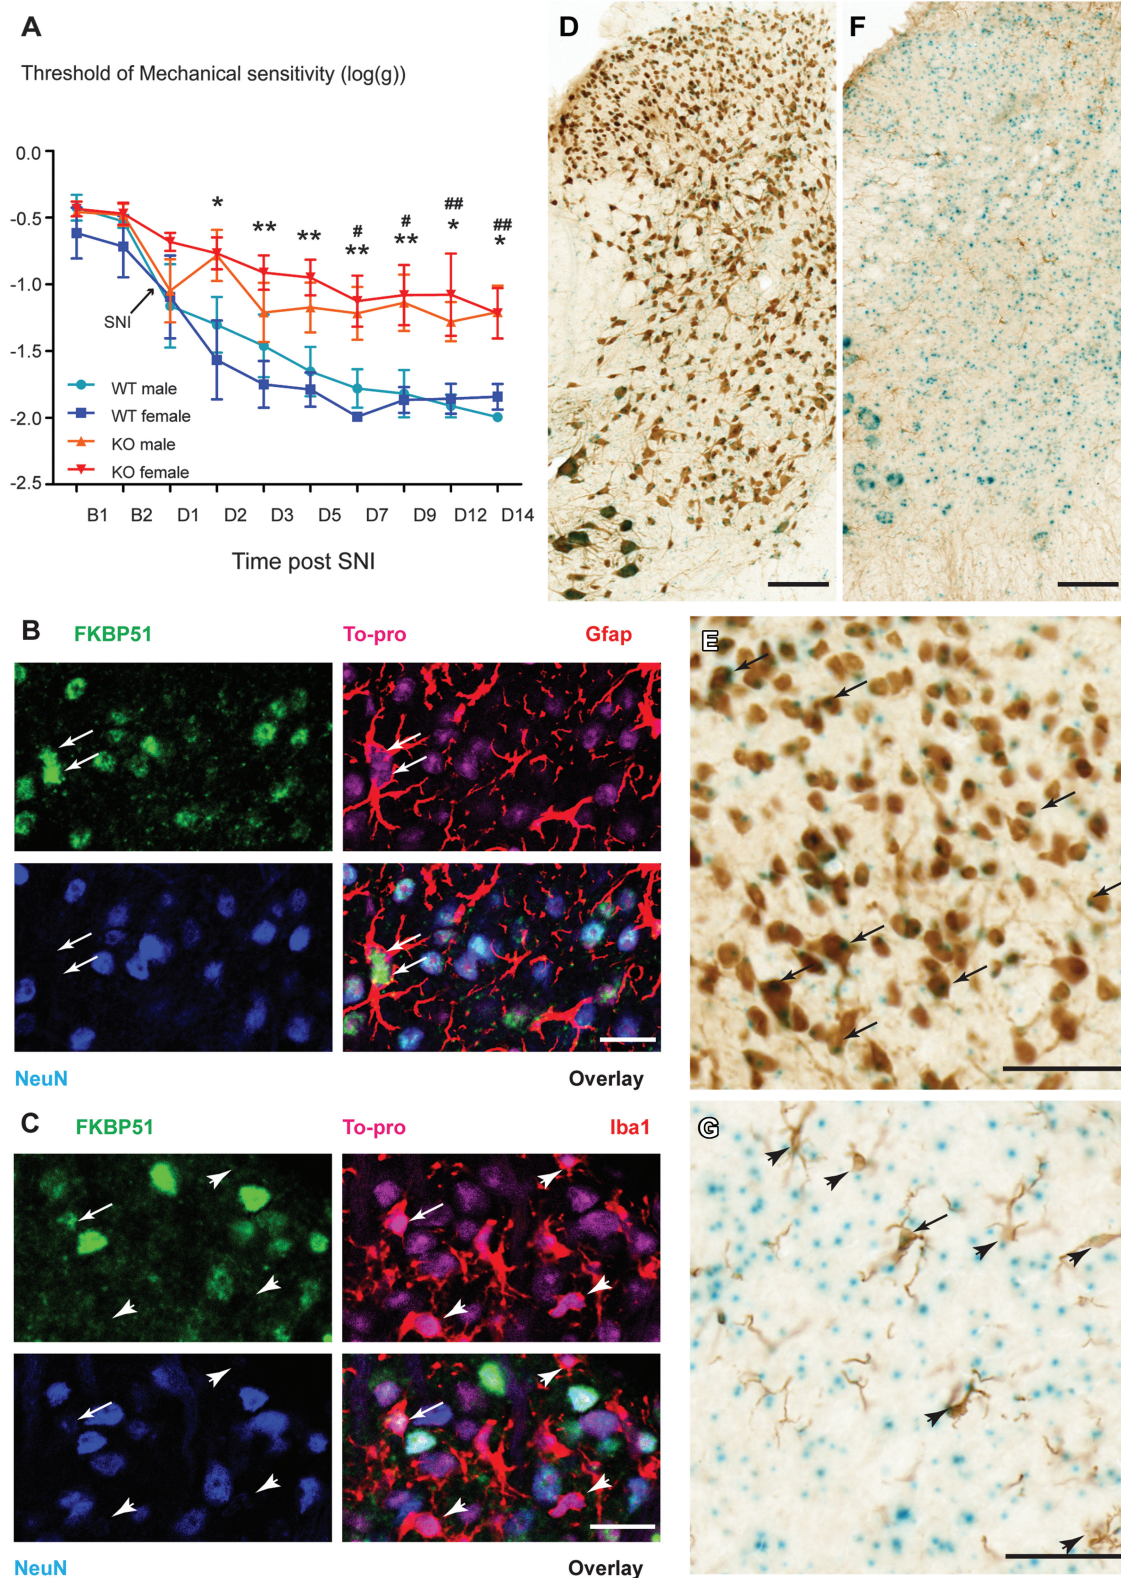 A
Threshold of Mechanical sensitivity (log(g))
0.0
-0.5
-1.0
-1.5
-2.0
-2.5
* ** ** # ** # ** ## * ## *
SNI
WT male
WT female
KO male
KO female
B1 B2 D1 D2 D3 D5 D7 D9 D12 D14
Time post SNI
D
F
B
FKBP51 To-pro Gfap
NeuN Overlay
C
FKBP51 To-pro Iba1
NeuN Overlay
E
G